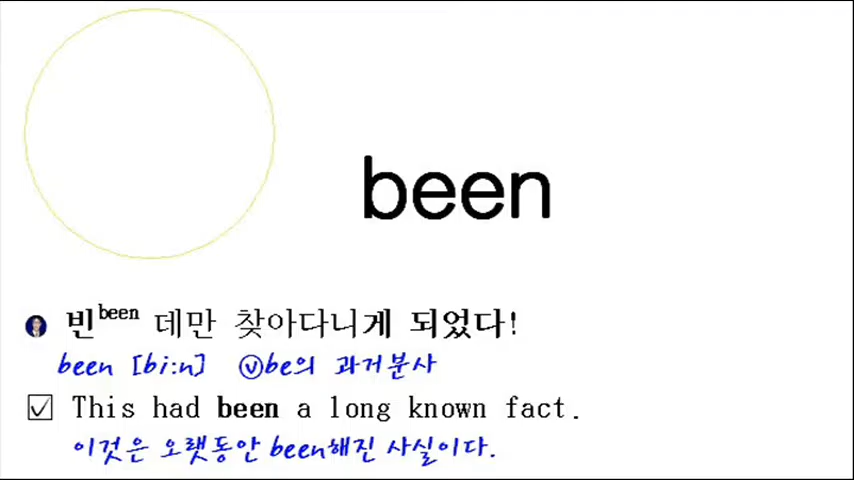 been
빈been 데만 찾아다니게 되었다!
been [bi:n] ⓥbe의 과거분사
☑ This had been a long known fact.
이것은 오랫동안 been해진 사실이다.